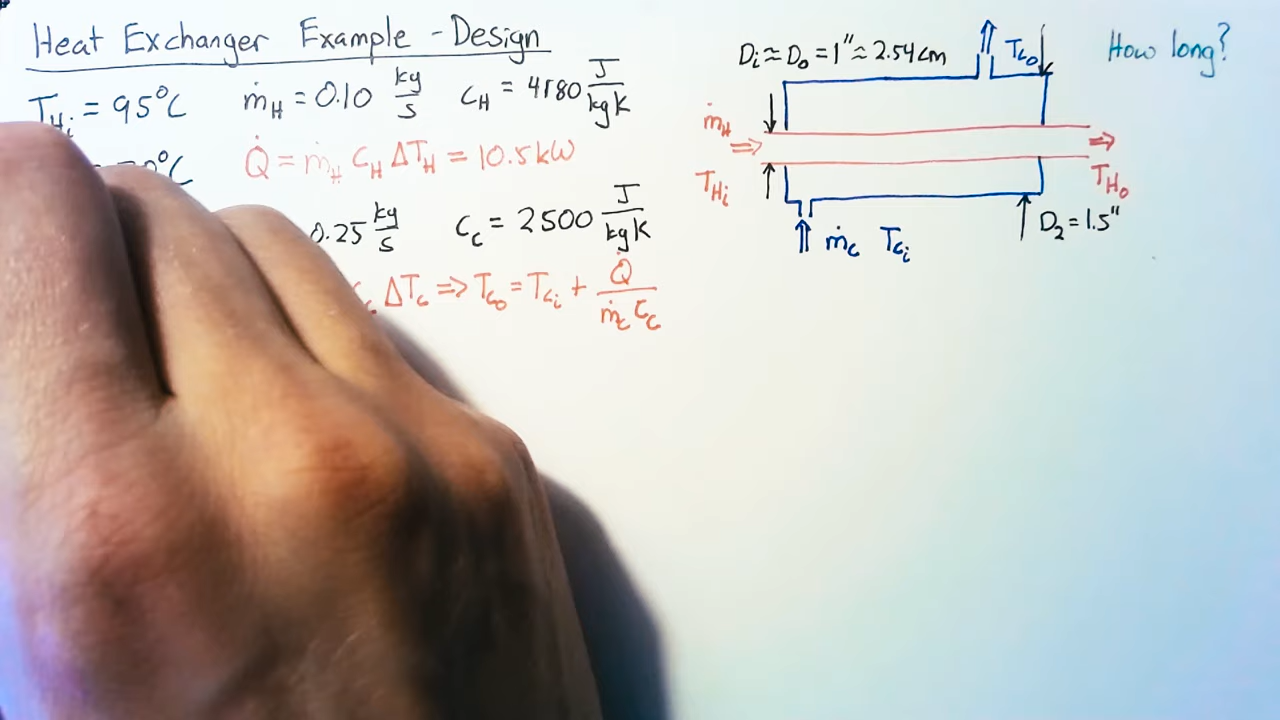 Heat Exchanger Example - Design
T_Hi = 95°C ṁ_H = 0.10 kg/s c_H = 4180 J/kgK
Q̇ = ṁ_H c_H ΔT_H = 10.5kW
0.25 kg/s c_c = 2500 J/kgK
ΔT_c => T_co = T_ci + Q̇/ṁ_c c_c
How long?
D_i ≈ D_o = 1" ≈ 2.54cm
T_co
ṁ_H
T_Hi
T_Ho
D_2 = 1.5"
ṁ_c T_ci